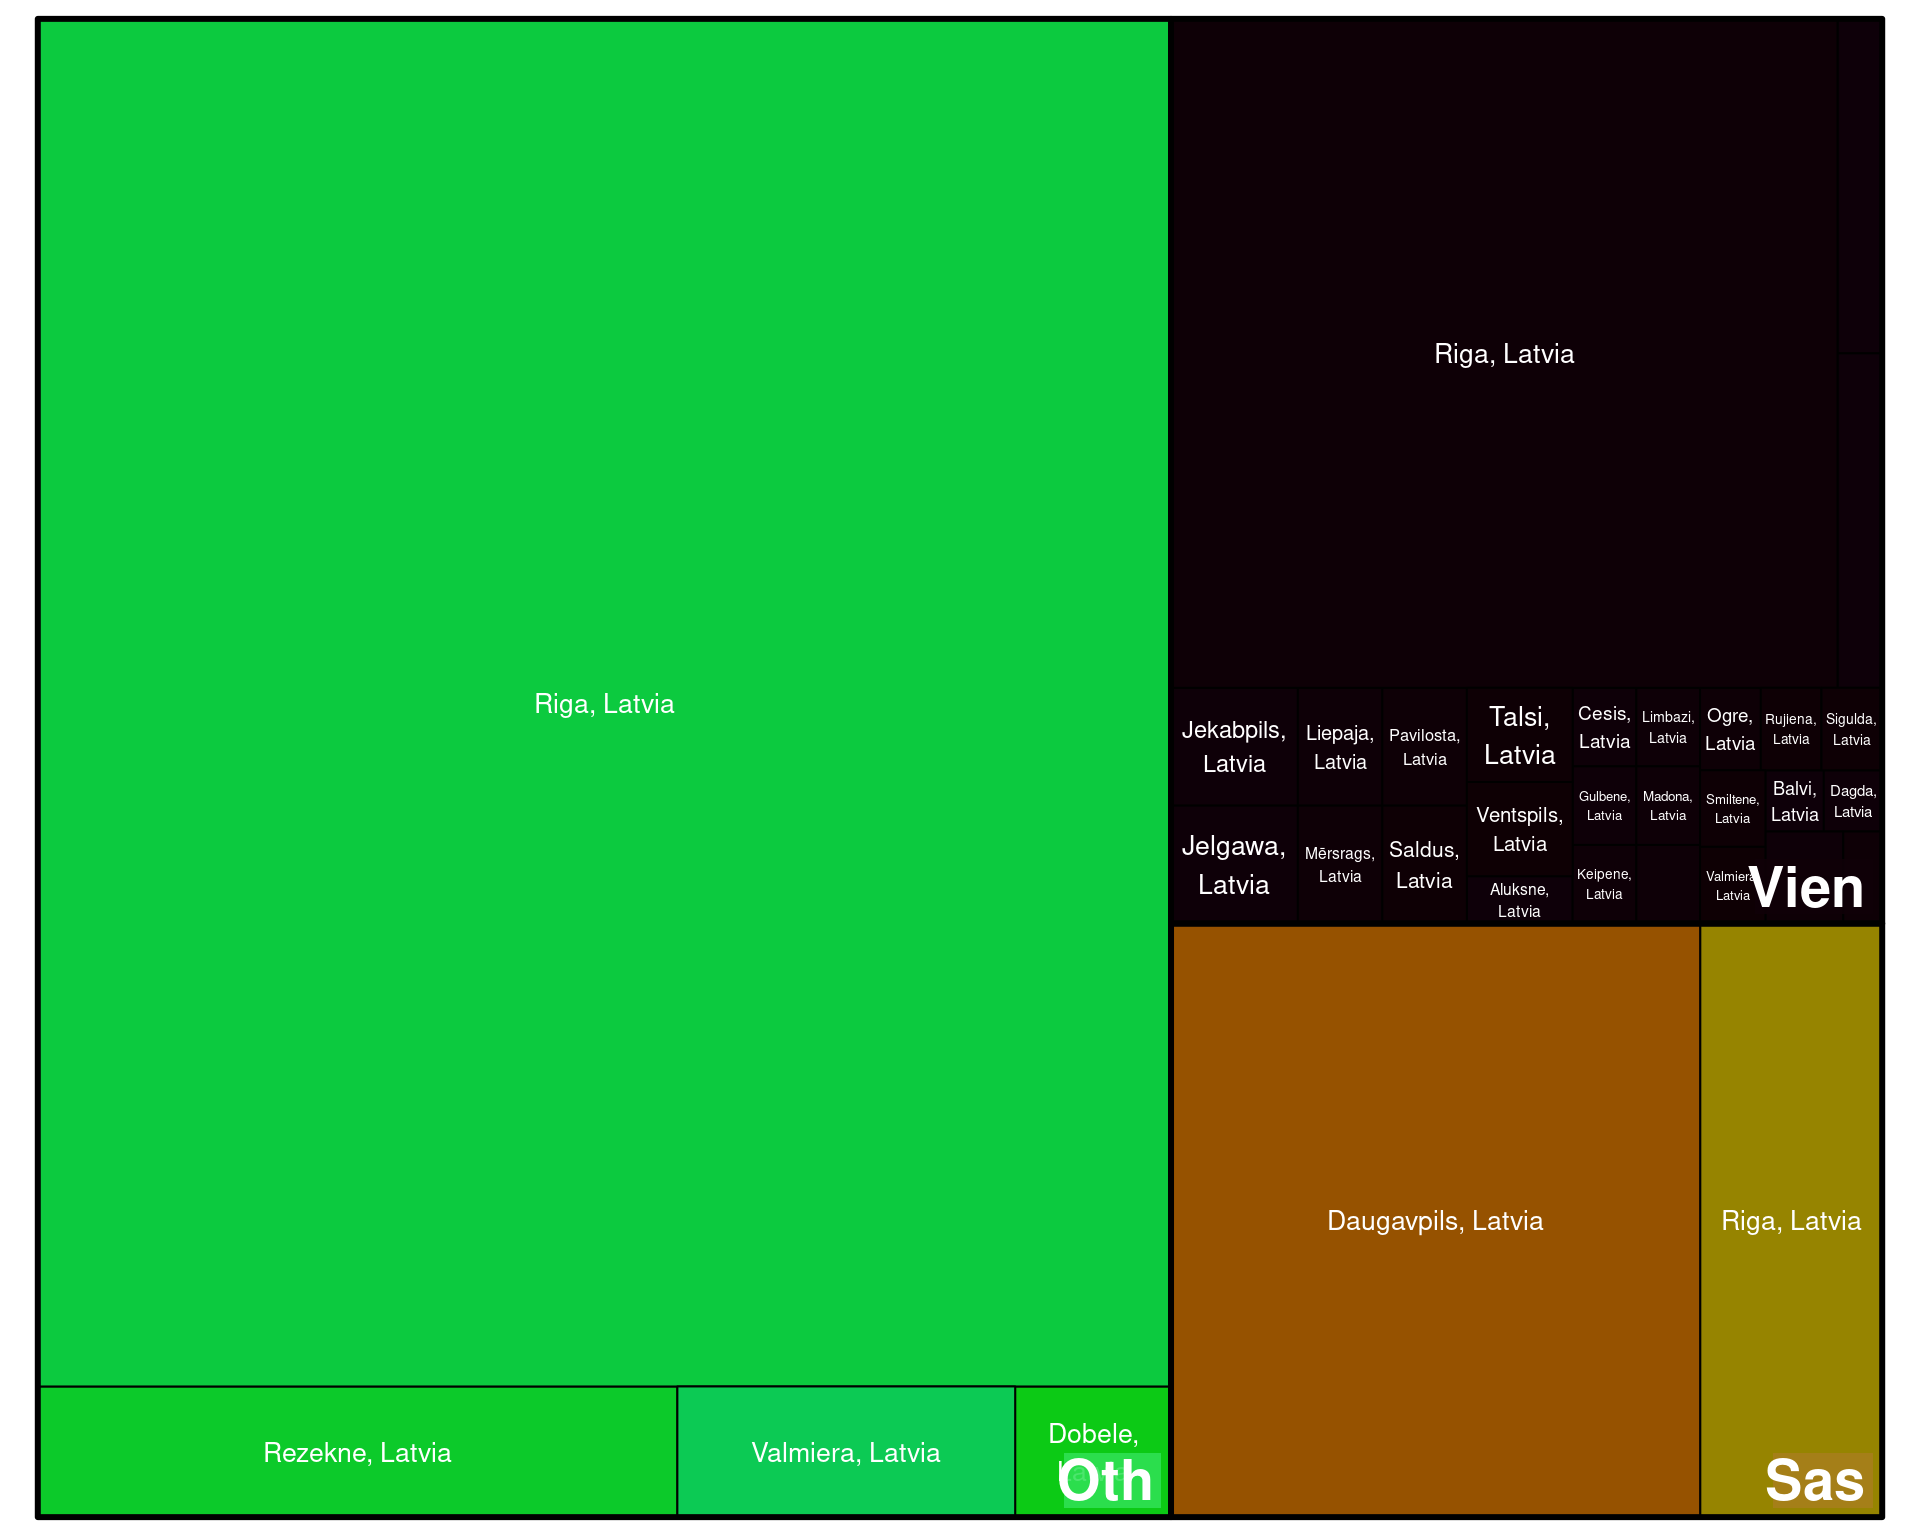 Riga, Latvia
Rezekne, Latvia
Valmiera, Latvia
Dobele,
Oth
Riga, Latvia
Jekabpils,
Latvia
Jelgawa,
Latvia
Liepaja,
Latvia
Mērsrags,
Latvia
Pavilosta,
Latvia
Saldus,
Latvia
Talsi,
Latvia
Ventspils,
Latvia
Aluksne,
Latvia
Cesis,
Latvia
Gulbene,
Latvia
Keipene,
Latvia
Limbazi,
Latvia
Madona,
Latvia
Ogre,
Latvia
Rujiena,
Latvia
Sigulda,
Latvia
Smiltene,
Latvia
Valmiera,
Latvia
Balvi,
Latvia
Dagda,
Latvia
Vien
Daugavpils, Latvia
Riga, Latvia
Sas